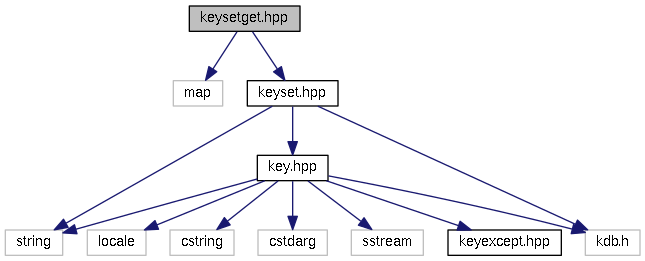 keysetget.hpp
map
keyset.hpp
key.hpp
string
locale
cstring
cstdarg
sstream
keyexcept.hpp
kdb.h